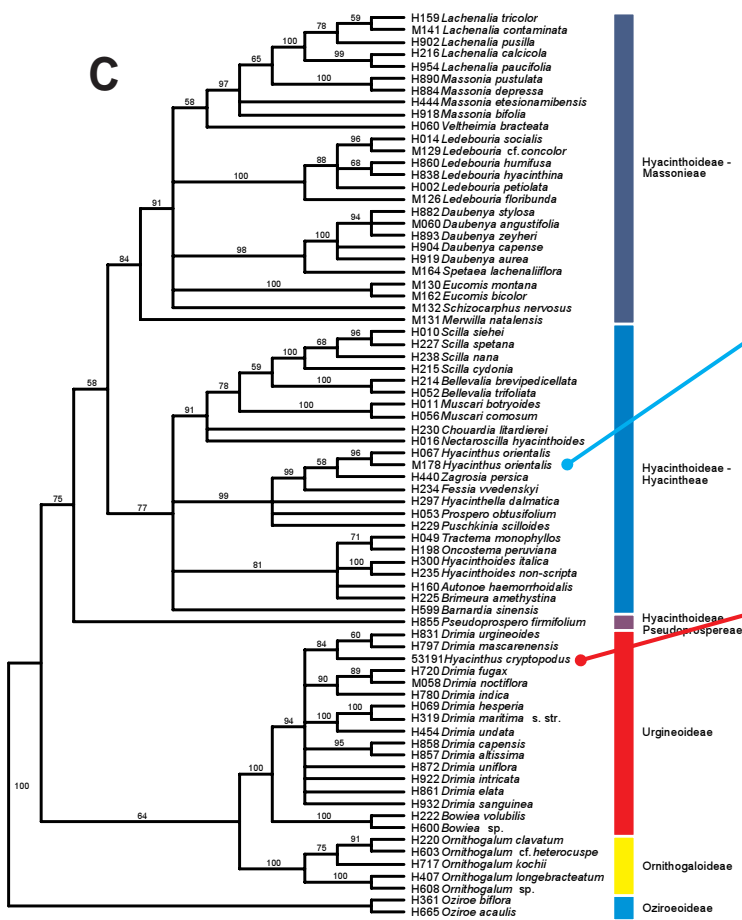 C
H159 Lachenalia tricolor
M141 Lachenalia contaminata
H902 Lachenalia pusilla
H216 Lachenalia calcicola
H954 Lachenalia paucifolia
H890 Massonia pustulata
H884 Massonia depressa
H444 Massonia etesionamibensis
H918 Massonia bifolia
H060 Veltheimia bracteata
H014 Ledebouria socialis
M129 Ledebouria cf. concolor
H860 Ledebouria humifusa
H838 Ledebouria hyacinthina
H002 Ledebouria petiolata
M126 Ledebouria floribunda
H882 Daubenya stylosa
M060 Daubenya angustifolia
H893 Daubenya zeyheri
H904 Daubenya capense
H919 Daubenya aurea
M164 Spetaea lachenaliiflora
M130 Eucomis montana
M162 Eucomis bicolor
M132 Schizocarphus nervosus
M131 Merwilla natalensis
H010 Scilla siehei
H227 Scilla spetana
H238 Scilla nana
H215 Scilla cydonia
H214 Bellevalia brevipedicellata
H052 Bellevalia trifoliata
H011 Muscari botryoides
H056 Muscari comosum
H230 Chouardia litardierei
H016 Nectaroscilla hyacinthoides
H067 Hyacinthus orientalis
M178 Hyacinthus orientalis
H440 Zagrosia persica
H234 Fessia vvedenskyi
H297 Hyacinthella dalmatica
H053 Prospero obtusifolium
H229 Puschkinia scilloides
H049 Tractema monophyllos
H198 Oncostema peruviana
H300 Hyacinthoides italica
H235 Hyacinthoides non-scripta
H160 Autonoe haemorrhoidalis
H225 Brimeura amethystina
H599 Barnardia sinensis
H855 Pseudoprospero firmifolium
H831 Drimia urgineoides
H797 Drimia mascarenensis
53191 Hyacinthus cryptopodus
H720 Drimia fugax
M058 Drimia noctiflora
H780 Drimia indica
H069 Drimia hesperia
H319 Drimia maritima s. str.
H454 Drimia undata
H858 Drimia capensis
H857 Drimia altissima
H872 Drimia uniflora
H922 Drimia intricata
H861 Drimia elata
H932 Drimia sanguinea
H222 Bowiea volubilis
H600 Bowiea sp.
H220 Ornithogalum clavatum
H603 Ornithogalum cf. heterocuspe
H717 Ornithogalum kochii
H407 Ornithogalum longebracteatum
H608 Ornithogalum sp.
H361 Oziroe biflora
H665 Oziroe acaulis
Hyacinthoideae -
Massonieae
Hyacinthoideae -
Hyacintheae
Hyacinthoideae
Pseudoprospereae
Urgineoideae
Ornithogaloideae
Oziroeoideae
59
78
100
99
65
100
97
58
96
88
68
100
91
94
100
98
84
100
96
68
100
59
100
78
100
91
58
96
58
99
99
77
75
71
100
81
60
84
89
90
100
100
94
95
100
100
64
100
91
75
100
100